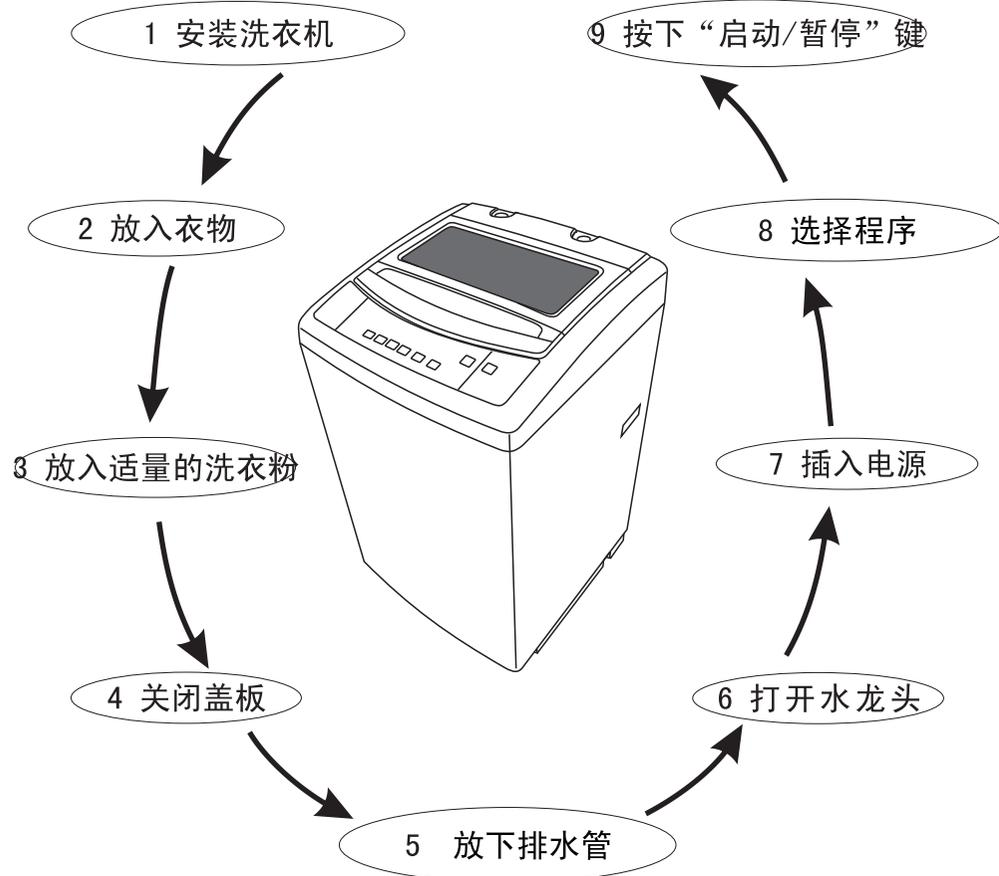 1 安装洗衣机
2 放入衣物
3 放入适量的洗衣粉
4 关闭盖板
5 放下排水管
6 打开水龙头
7 插入电源
8 选择程序
9 按下“启动/暂停”键